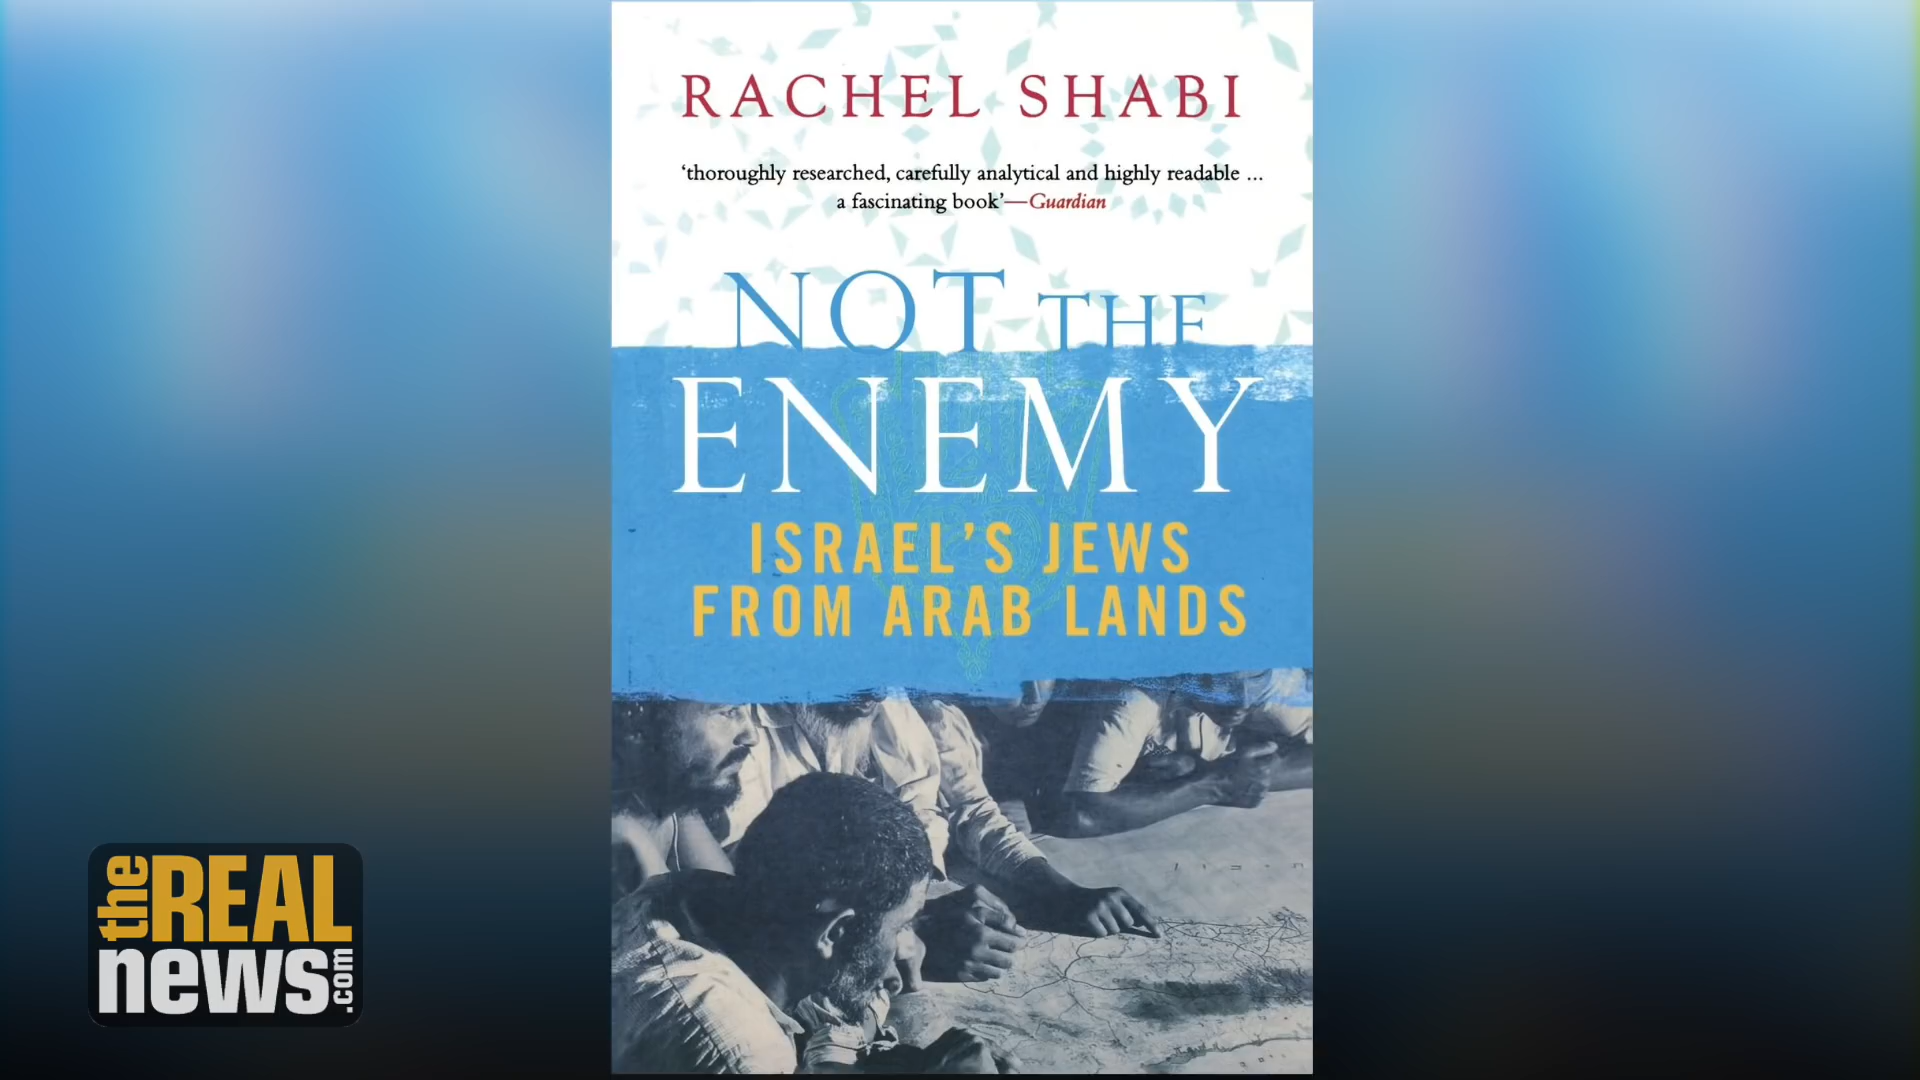 RACHEL SHABI
‘thoroughly researched, carefully analytical and highly readable ...
a fascinating book’—Guardian
NOT THE
ENEMY
ISRAEL’S JEWS
FROM ARAB LANDS
the REAL
news.com